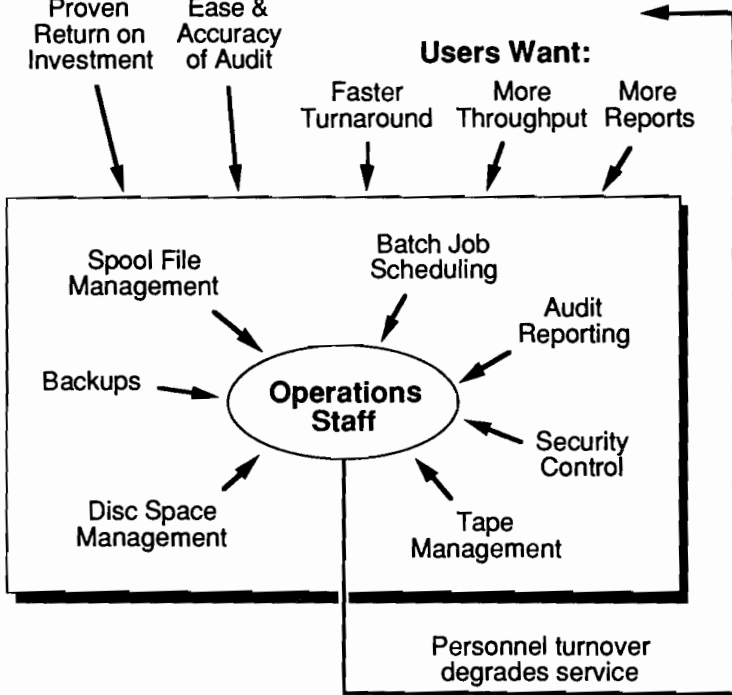 Proven
Return on
Investment
Ease &
Accuracy
of Audit
Users Want:
Faster
Turnaround
More
Throughput
More
Reports
Spool File
Management
Batch Job
Scheduling
Audit
Reporting
Backups
Operations
Staff
Security
Control
Disc Space
Management
Tape
Management
Personnel turnover
degrades service